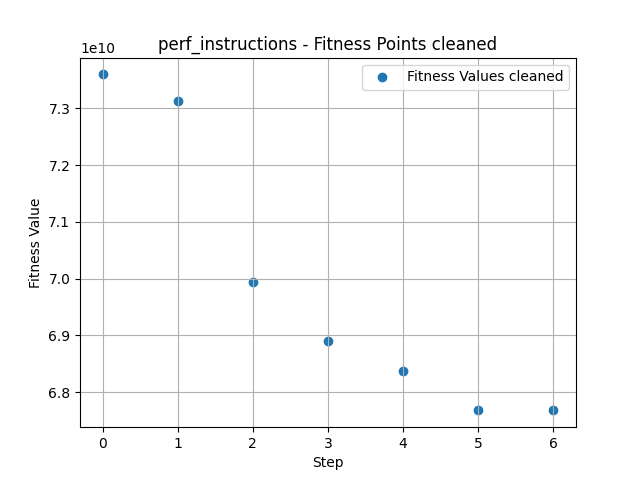 perf_instructions - Fitness Points cleaned
1e10
Fitness Values cleaned
7.3
7.2
7.1
7.0
6.9
6.8
Fitness Value
0 1 2 3 4 5 6
Step